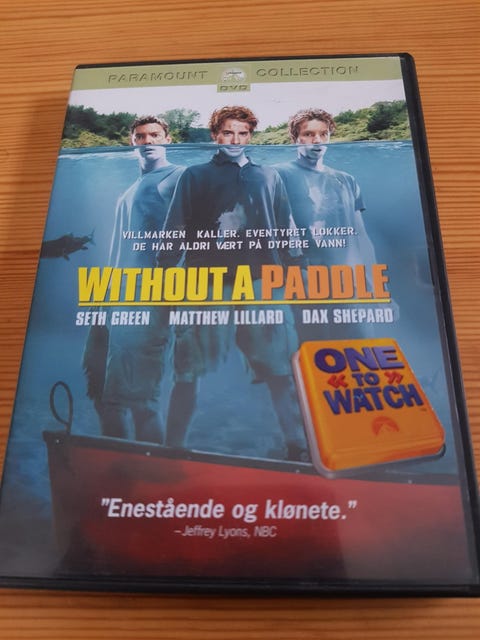 PARAMOUNT COLLECTION
DVD
VILLMARKEN KALLER. EVENTYRET LOKKER.
DE HAR ALDRI VÆRT PÅ DYPERE VANN!
WITHOUT A PADDLE
SETH GREEN MATTHEW LILLARD DAX SHEPARD
ONE
« TO »
WATCH™
"Enestående og klønete."
–Jeffrey Lyons, NBC